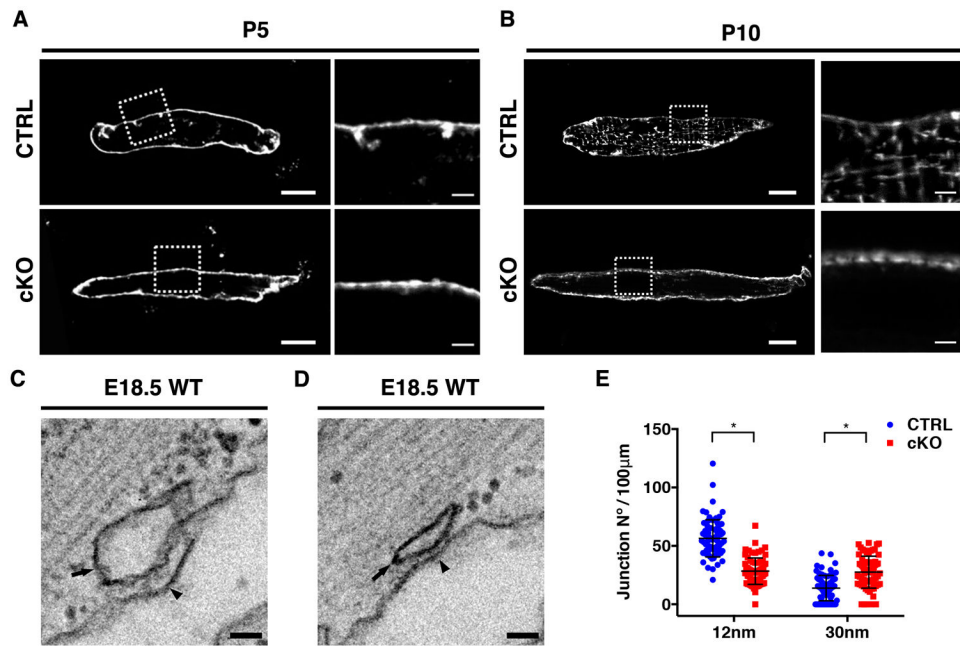 A
P5
B
P10
CTRL
cKO
CTRL
cKO
C
E18.5 WT
D
E18.5 WT
E
CTRL
cKO
Junction N° / 100μm
150
100
50
0
*
*
12nm
30nm